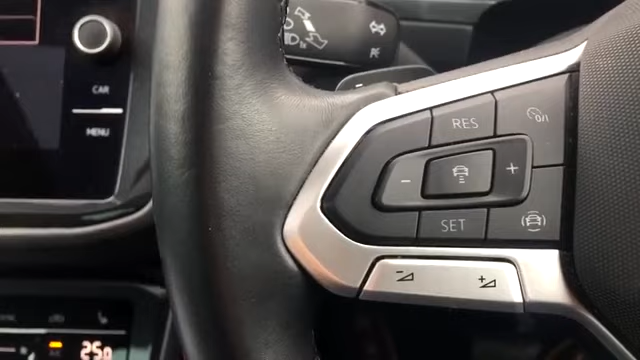 CAR
MENU
RES
- +
SET
- +
25.0